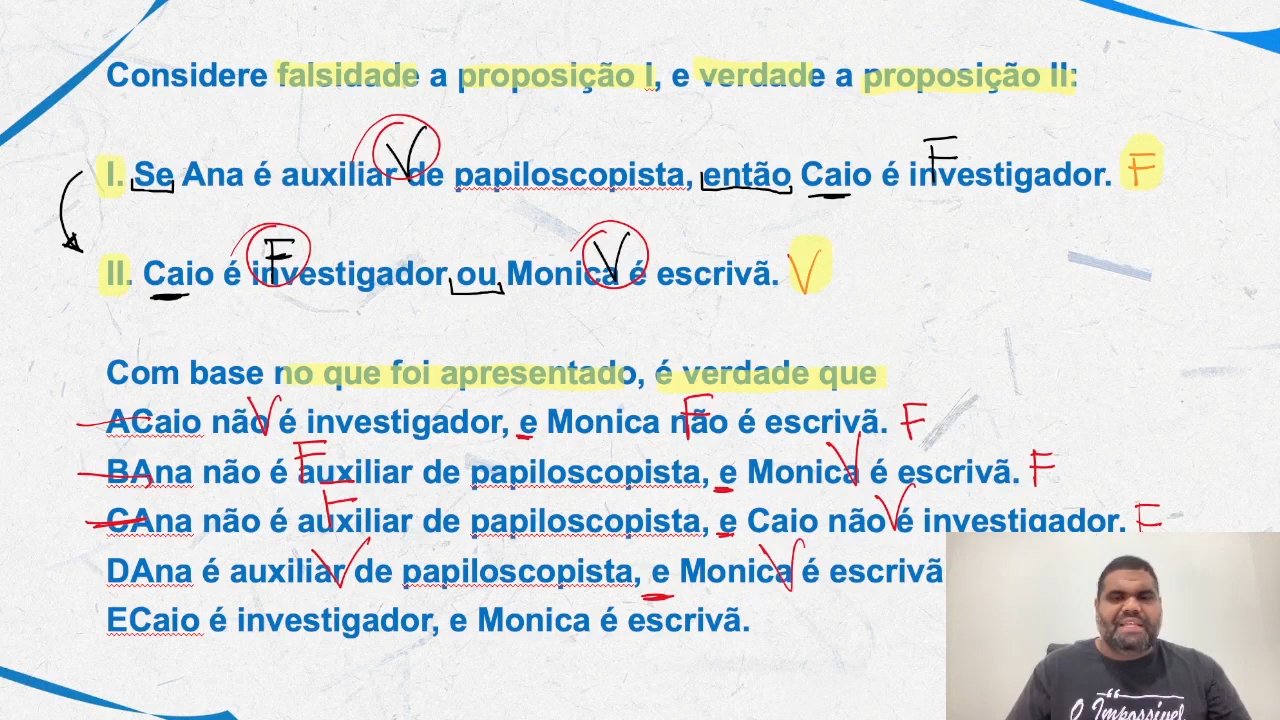 Considere falsidade a proposição I, e verdade a proposição II:
V F
I. Se Ana é auxiliar de papiloscopista, então Caio é investigador. F
F V
II. Caio é investigador ou Monica é escrivã. V
Com base no que foi apresentado, é verdade que
V F
ACaio não é investigador, e Monica não é escrivã. F
F V
BAna não é auxiliar de papiloscopista, e Monica é escrivã. F
F V
CAna não é auxiliar de papiloscopista, e Caio não é investigador. F
V V
DAna é auxiliar de papiloscopista, e Monica é escrivã
ECaio é investigador, e Monica é escrivã.
“
O Impossível